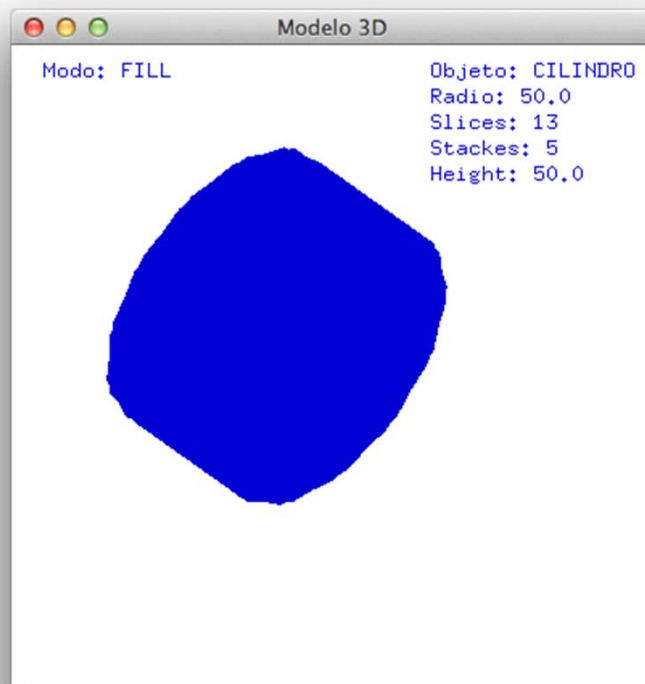 Modelo 3D
Modo: FILL
Objeto: CILINDRO
Radio: 50.0
Slices: 13
Stackes: 5
Height: 50.0